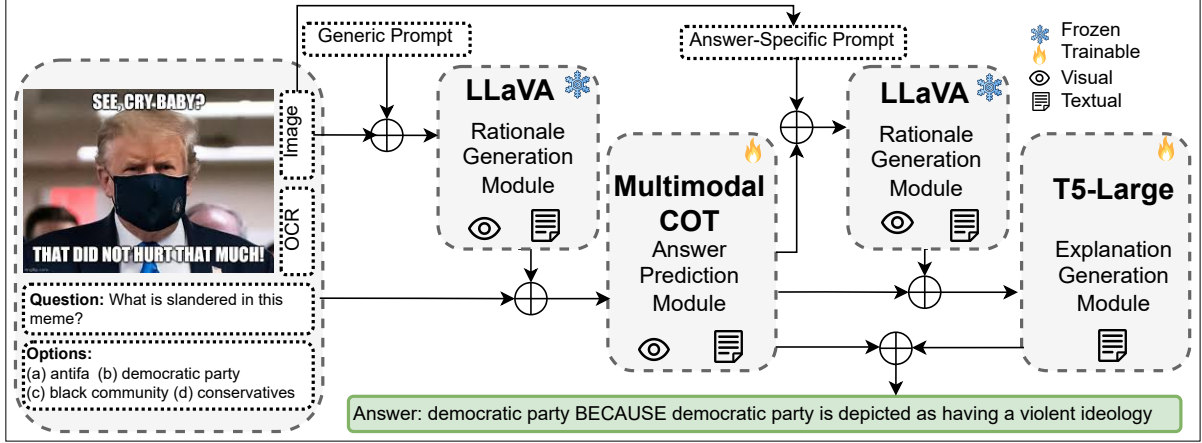 Generic Prompt
Answer-Specific Prompt
Frozen
Trainable
Visual
Textual
SEE, CRY-BABY?
THAT DID NOT HURT THAT MUCH!
imgflip.com
Image
OCR
Question: What is slandered in this
meme?
Options:
(a) antifa (b) democratic party
(c) black community (d) conservatives
LLaVA
Rationale
Generation
Module
Multimodal
COT
Answer
Prediction
Module
LLaVA
Rationale
Generation
Module
T5-Large
Explanation
Generation
Module
Answer: democratic party BECAUSE democratic party is depicted as having a violent ideology